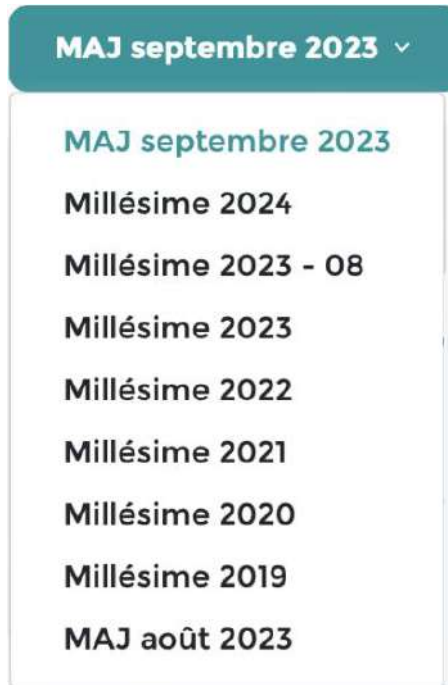 MAJ septembre 2023
MAJ septembre 2023
Millésime 2024
Millésime 2023 - 08
Millésime 2023
Millésime 2022
Millésime 2021
Millésime 2020
Millésime 2019
MAJ août 2023